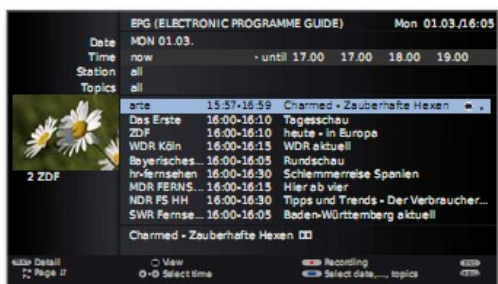 EPG (ELECTRONIC PROGRAMME GUIDE) Mon 01.03./16:05
Date MON 01.03.
Time now - until 17.00 17.00 18.00 19.00
Station all
Topics all
arte 15:57-16:59 Charmed - Zauberhafte Hexen
Das Erste 16:00-16:10 Tagesschau
ZDF 16:00-16:10 heute - in Europa
WDR Köln 16:00-16:15 WDR aktuell
Bayerisches... 16:00-16:05 Rundschau
hr-fernsehen 16:00-16:30 Schlemmerreise Spanien
MDR FERNS... 16:00-16:15 Hier ab vier
NDR FS HH 16:00-16:30 Tipps und Trends - Der Verbraucher...
SWR Fernse... 16:00-16:05 Baden-Württemberg aktuell
2 ZDF
Charmed - Zauberhafte Hexen
Detail View Recording
Page Select time Select date,..., topics